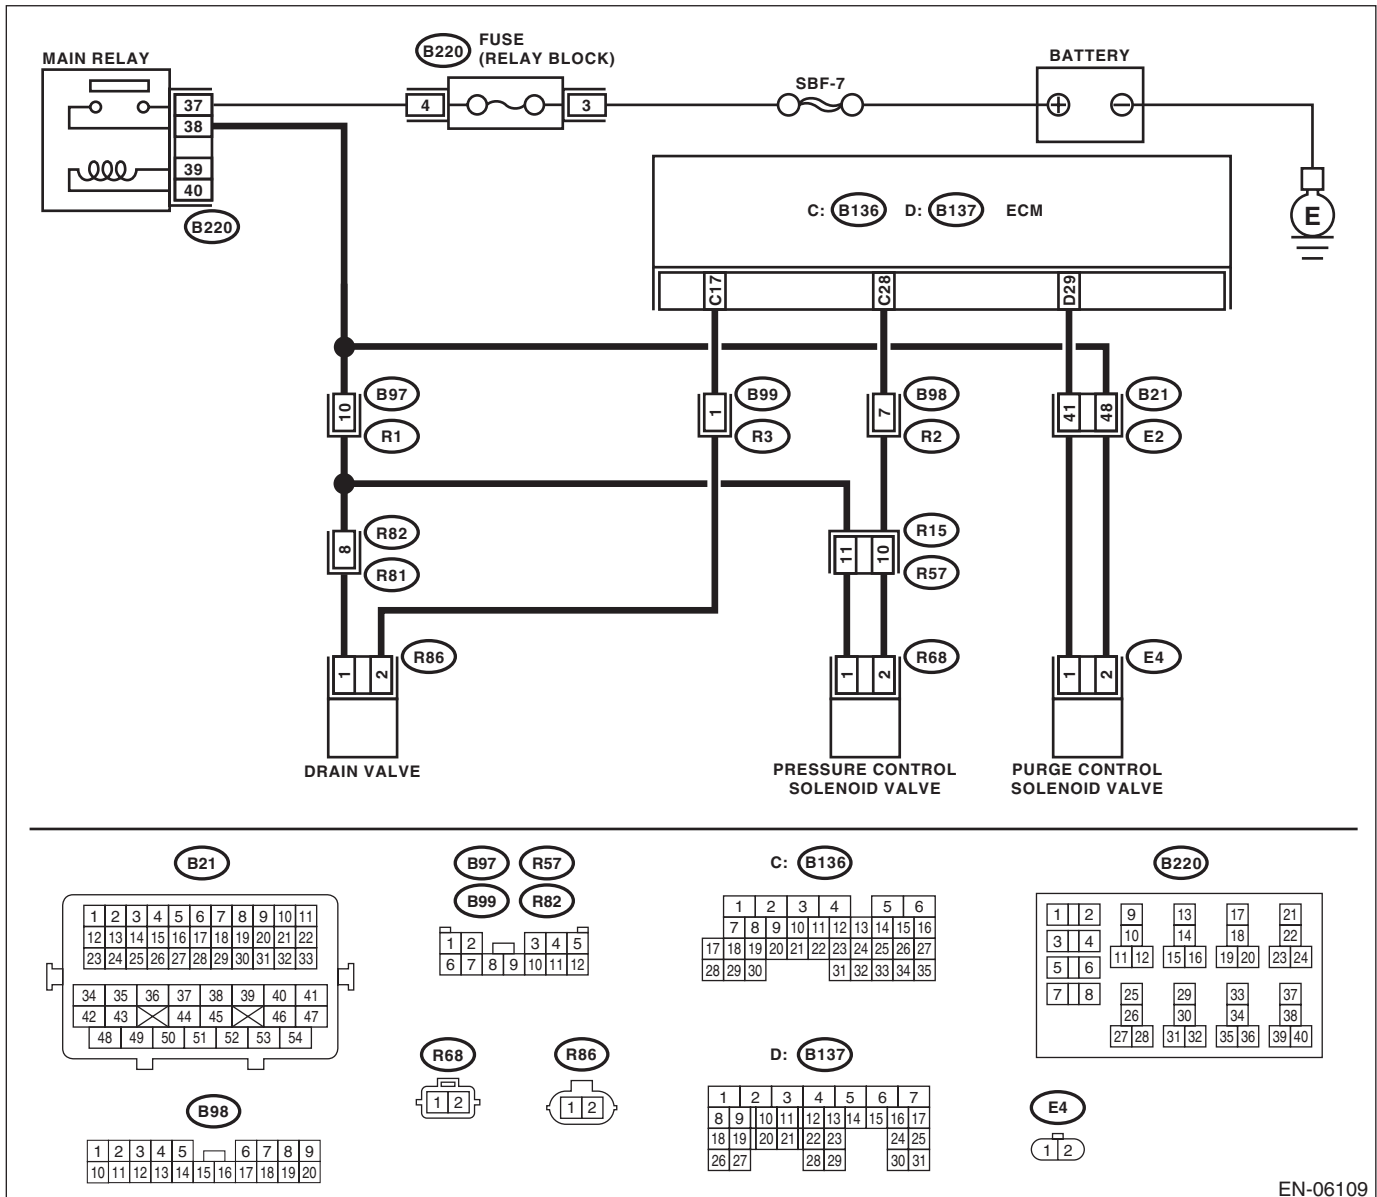 FUSE
(RELAY BLOCK)
B220
MAIN RELAY
BATTERY
SBF-7
37
4
3
38
39
40
B220
C: B136 D: B137 ECM
E
C17
C28
D29
10
B97
R1
1
B99
R3
7
B98
R2
41
48
B21
E2
8
R82
R81
11
10
R15
R57
1
2
R86
1
2
R68
1
2
E4
DRAIN VALVE
PRESSURE CONTROL
SOLENOID VALVE
PURGE CONTROL
SOLENOID VALVE
B21
1 2 3 4 5 6 7 8 9 10 11
12 13 14 15 16 17 18 19 20 21 22
23 24 25 26 27 28 29 30 31 32 33
34 35 36 37 38 39 40 41
42 43 44 45 46 47
48 49 50 51 52 53 54
B98
1 2 3 4 5 6 7 8 9
10 11 12 13 14 15 16 17 18 19 20
B97 R57
B99 R82
1 2 3 4 5
6 7 8 9 10 11 12
R68
1 2
R86
1 2
C: B136
1 2 3 4 5 6
7 8 9 10 11 12 13 14 15 16
17 18 19 20 21 22 23 24 25 26 27
28 29 30 31 32 33 34 35
D: B137
1 2 3 4 5 6 7
8 9 10 11 12 13 14 15 16 17
18 19 20 21 22 23 24 25
26 27 28 29 30 31
B220
1 2 9 13 17 21
3 4 10 14 18 22
5 6 11 12 15 16 19 20 23 24
7 8 25 29 33 37
26 30 34 38
27 28 31 32 35 36 39 40
E4
1 2
EN-06109